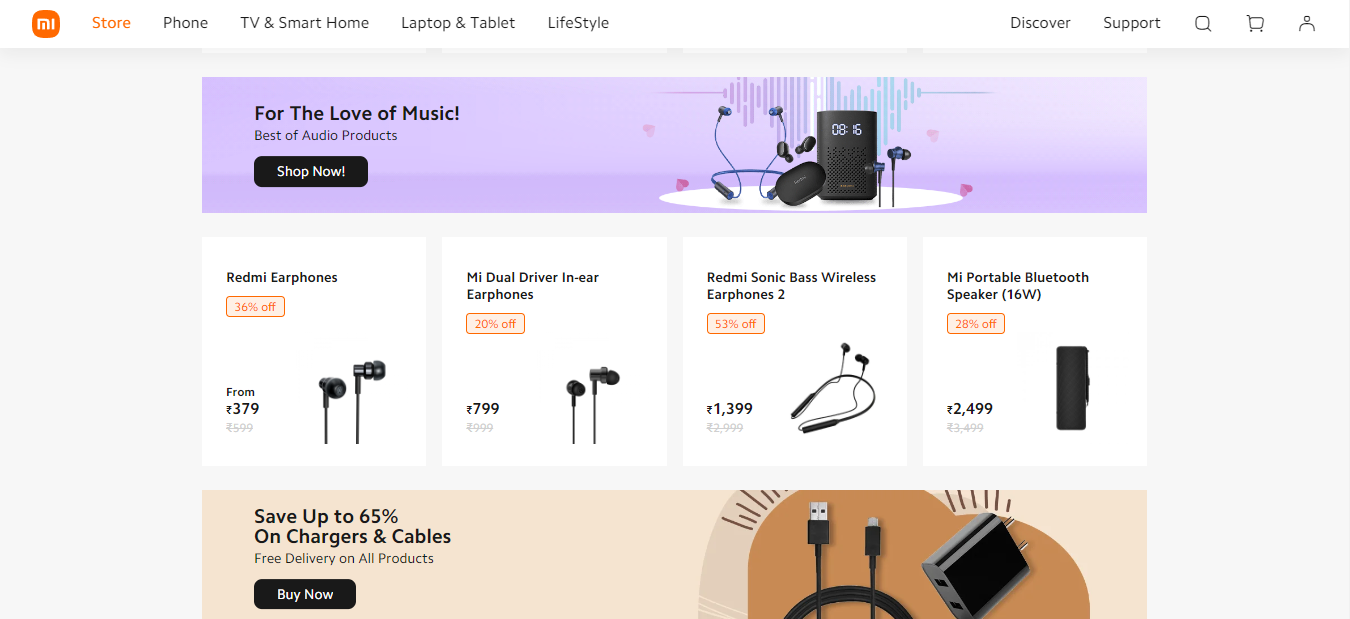 mi
Store
Phone
TV & Smart Home
Laptop & Tablet
LifeStyle
Discover
Support
For The Love of Music!
Best of Audio Products
Shop Now!
08:16
Redmi Earphones
36% off
From
₹379
₹599
Mi Dual Driver In-ear
Earphones
20% off
₹799
₹999
Redmi Sonic Bass Wireless
Earphones 2
53% off
₹1,399
₹2,999
Mi Portable Bluetooth
Speaker (16W)
28% off
₹2,499
₹3,499
Save Up to 65%
On Chargers & Cables
Free Delivery on All Products
Buy Now